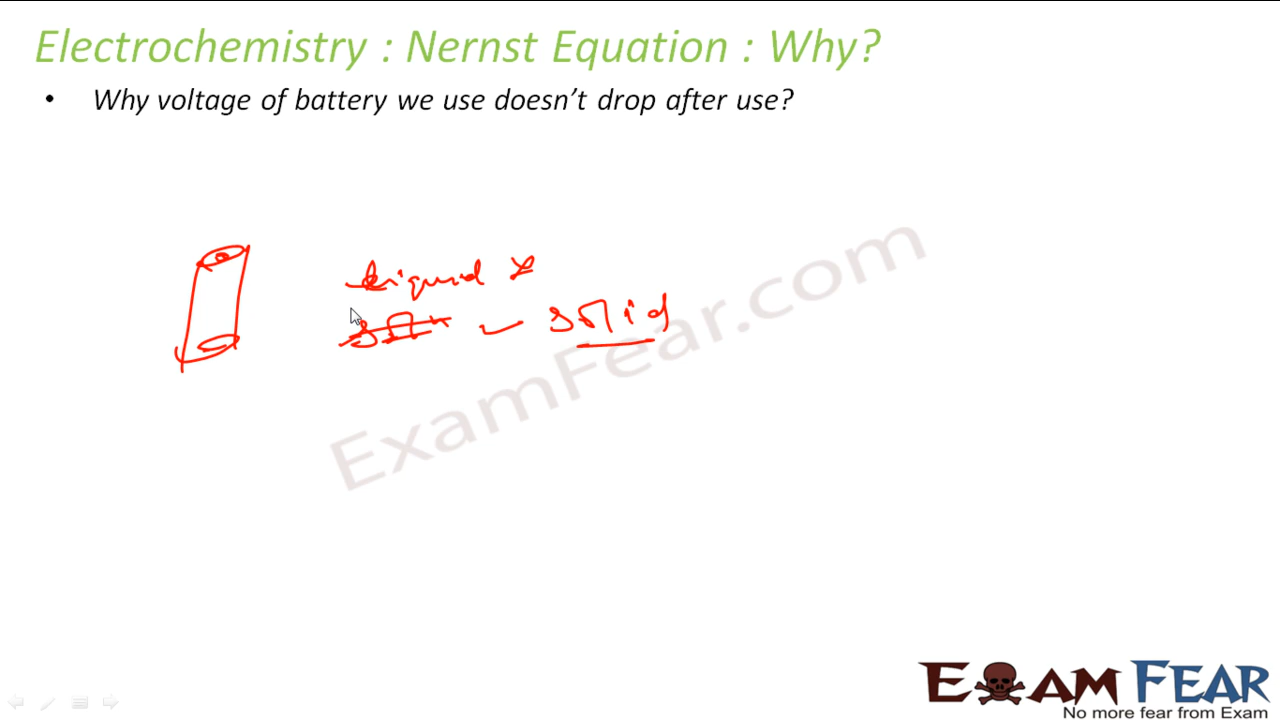 Electrochemistry : Nernst Equation : Why?
• Why voltage of battery we use doesn't drop after use?
Liquid ×
solid
ExamFear.com
EXAM FEAR
No more fear from Exam